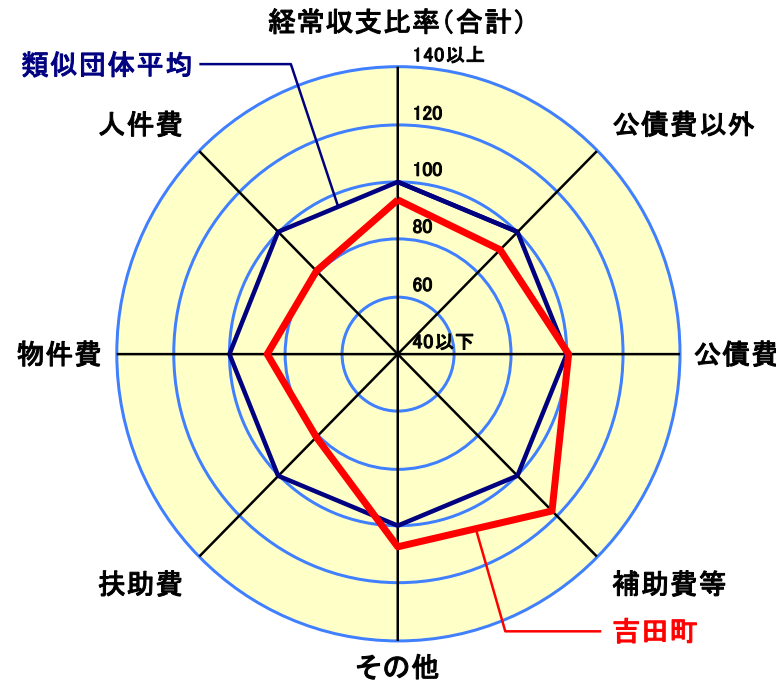 経常収支比率（合計）
140以上
類似団体平均
120
人件費
公債費以外
100
80
60
40以下
物件費
公債費
扶助費
補助費等
吉田町
その他